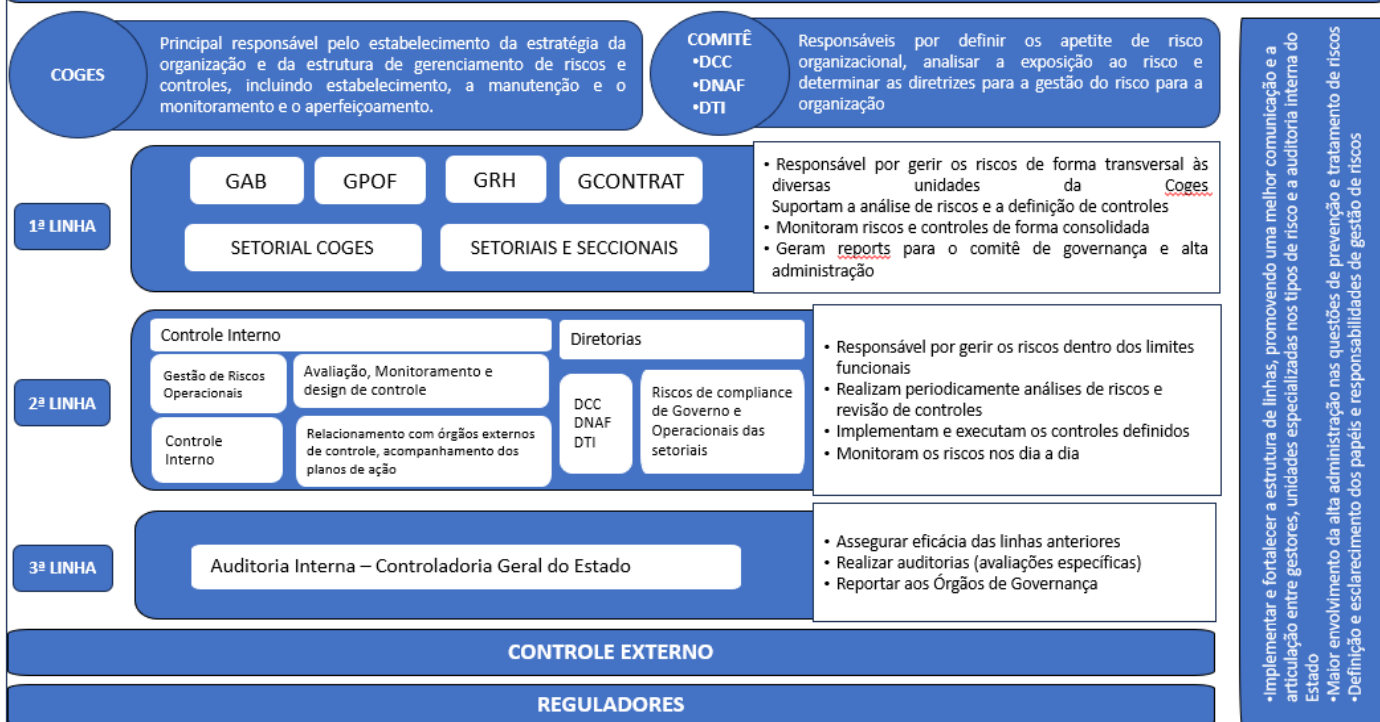 COGES
Principal responsável pelo estabelecimento da estratégia da
organização e da estrutura de gerenciamento de riscos e
controles, incluindo estabelecimento, a manutenção e o
monitoramento e o aperfeiçoamento.
COMITÊ
•DCC
•DNAF
•DTI
Responsáveis por definir os apetite de risco
organizacional, analisar a exposição ao risco e
determinar as diretrizes para a gestão do risco para a
organização
1ª LINHA
GAB
GPOF
GRH
GCONTRAT
SETORIAL COGES
SETORIAIS E SECCIONAIS
• Responsável por gerir os riscos de forma transversal às
diversas unidades da Coges
Suportam a análise de riscos e a definição de controles
• Monitoram riscos e controles de forma consolidada
• Geram reports para o comitê de governança e alta
administração
2ª LINHA
Controle Interno
Gestão de Riscos
Operacionais
Avaliação, Monitoramento e
design de controle
Controle
Interno
Relacionamento com órgãos externos
de controle, acompanhamento dos
planos de ação
Diretorias
DCC
DNAF
DTI
Riscos de compliance
de Governo e
Operacionais das
setoriais
• Responsável por gerir os riscos dentro dos limites
funcionais
• Realizam periodicamente análises de riscos e
revisão de controles
• Implementam e executam os controles definidos
• Monitoram os riscos nos dia a dia
3ª LINHA
Auditoria Interna – Controladoria Geral do Estado
• Assegurar eficácia das linhas anteriores
• Realizar auditorias (avaliações específicas)
• Reportar aos Órgãos de Governança
CONTROLE EXTERNO
REGULADORES
•Implementar e fortalecer a estrutura de linhas, promovendo uma melhor comunicação e a
articulação entre gestores, unidades especializadas nos tipos de risco e a auditoria interna do
Estado
•Maior envolvimento da alta administração nas questões de prevenção e tratamento de riscos
•Definição e esclarecimento dos papéis e responsabilidades de gestão de riscos